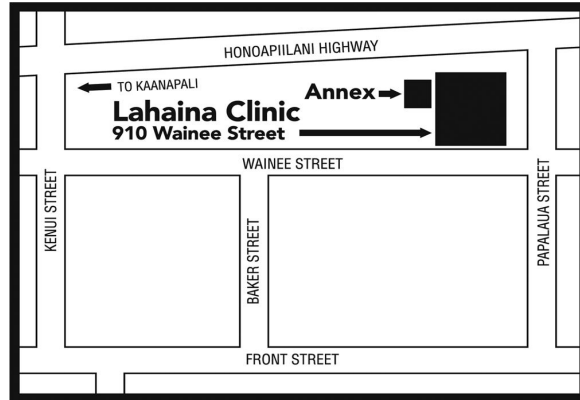 HONOAPIILANI HIGHWAY
TO KAANAPALI
Annex
Lahaina Clinic
910 Wainee Street
WAINEE STREET
KENUI STREET
BAKER STREET
PAPALAUA STREET
FRONT STREET